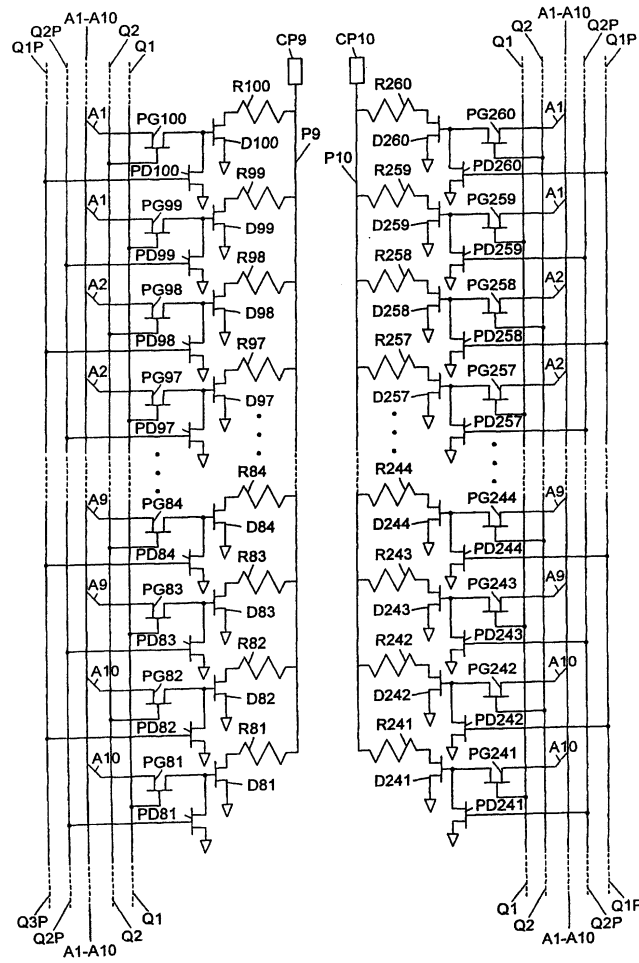 A1-A10 A1-A10
Q2P Q2 Q2 Q2P
Q1P Q1 CP9 CP10 Q1 Q1P
R100 R260
A1 PG100 PG260 A1
D100 P9 D260
PD100 P10 PD260
R99 R259
A1 PG99 PG259 A1
D99 D259
PD99 PD259
R98 R258
A2 PG98 PG258 A2
D98 D258
PD98 PD258
R97 R257
A2 PG97 PG257 A2
D97 D257
PD97 PD257
R84 R244
A9 PG84 PG244 A9
D84 D244
PD84 PD244
R83 R243
A9 PG83 PG243 A9
D83 D243
PD83 PD243
R82 R242
A10 PG82 PG242 A10
D82 D242
PD82 PD242
R81 R241
A10 PG81 PG241 A10
D81 D241
PD81 PD241
Q3P Q1 Q1 Q1P
Q2P Q2 Q2 Q2P
A1-A10 A1-A10